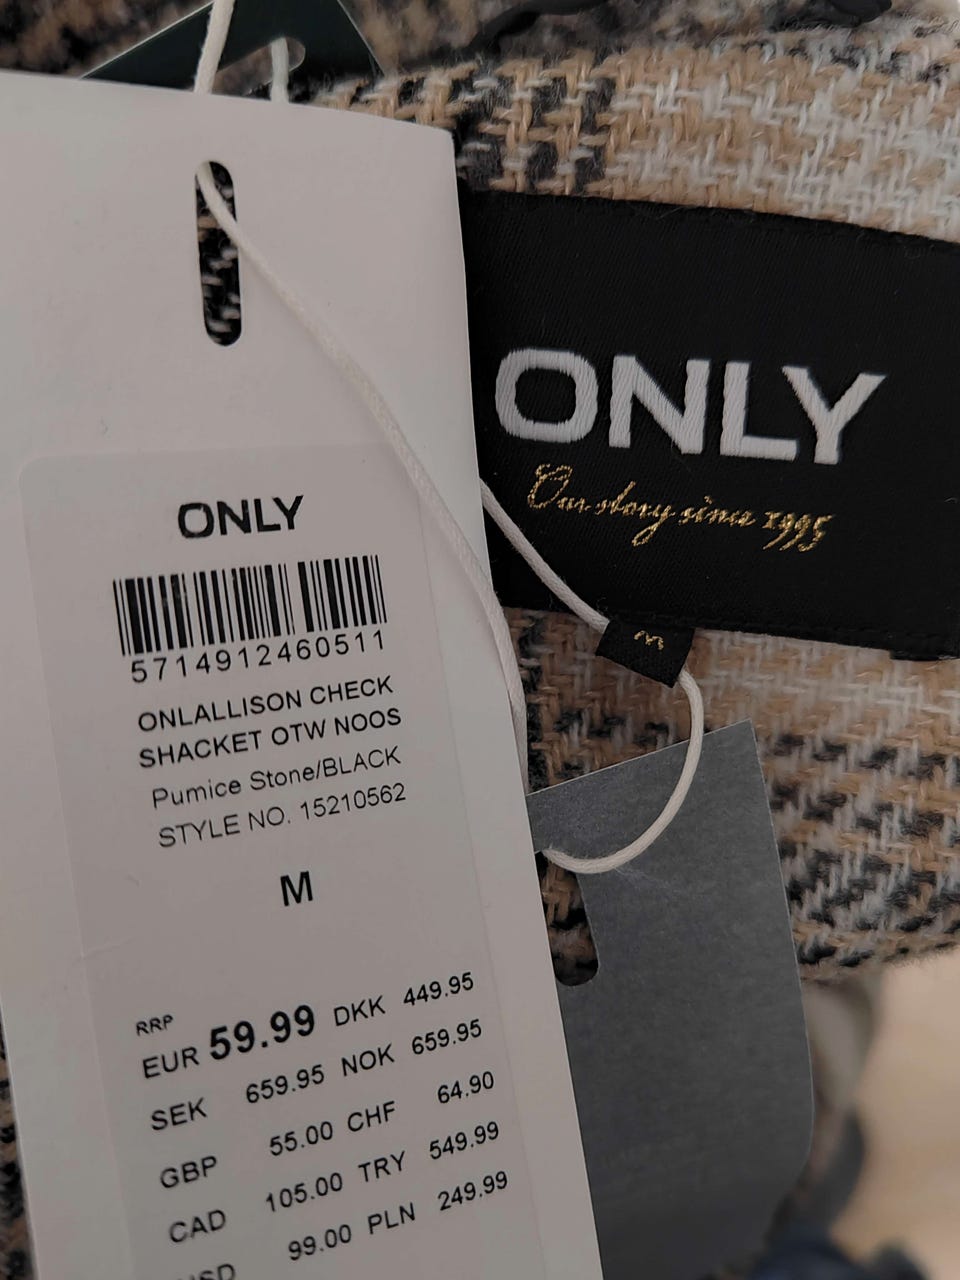 ONLY
5714912460511
ONLALLISON CHECK
SHACKET OTW NOOS
Pumice Stone/BLACK
STYLE NO. 15210562
M
RRP
EUR 59.99 DKK 449.95
SEK 659.95 NOK 659.95
GBP 55.00 CHF 64.90
CAD 105.00 TRY 549.99
99.00 PLN 249.99
ONLY
Our story since 1995
M